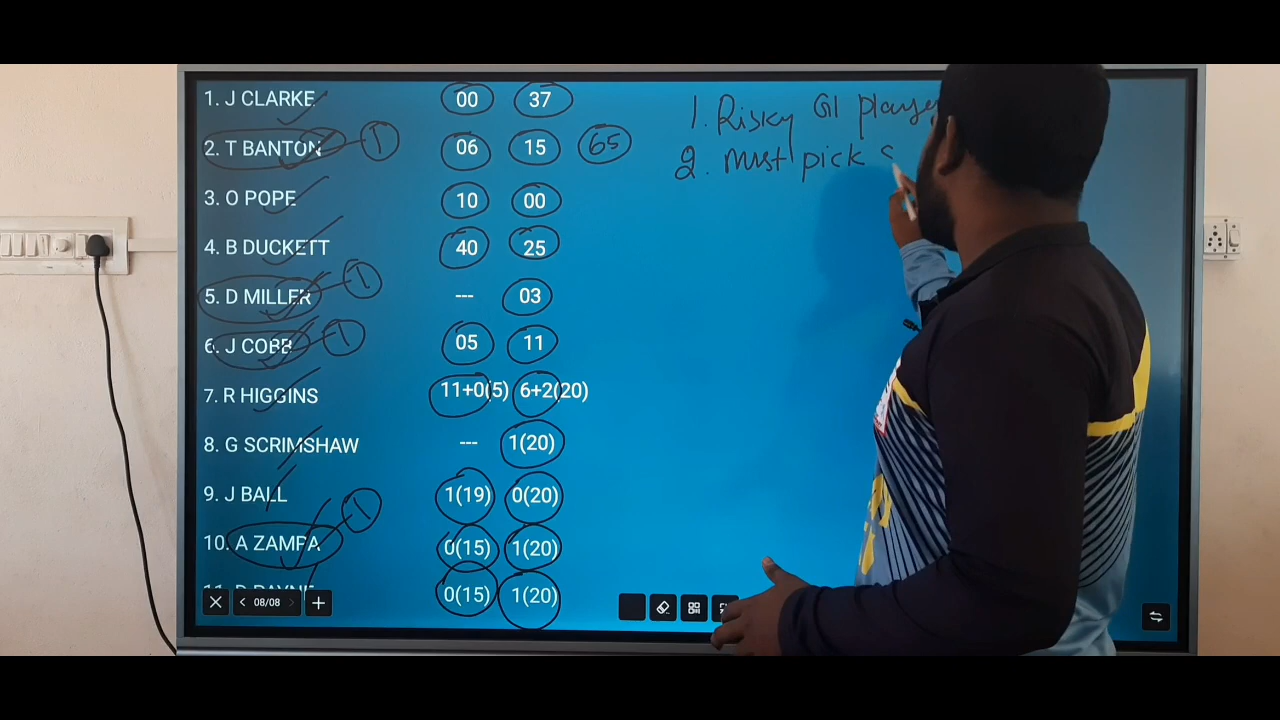 1. J CLARKE 00 37 1. Risky Gl player
2. T BANTON 1 06 15 65 2. must pick
3. O POPE 10 00
4. B DUCKETT 40 25
5. D MILLER 1 --- 03
6. J COBB 1 05 11
7. R HIGGINS 11+0(5) 6+2(20)
8. G SCRIMSHAW --- 1(20)
9. J BALL 1(19) 0(20)
10. A ZAMPA 1 0(15) 1(20)
0(15) 1(20)
08/08